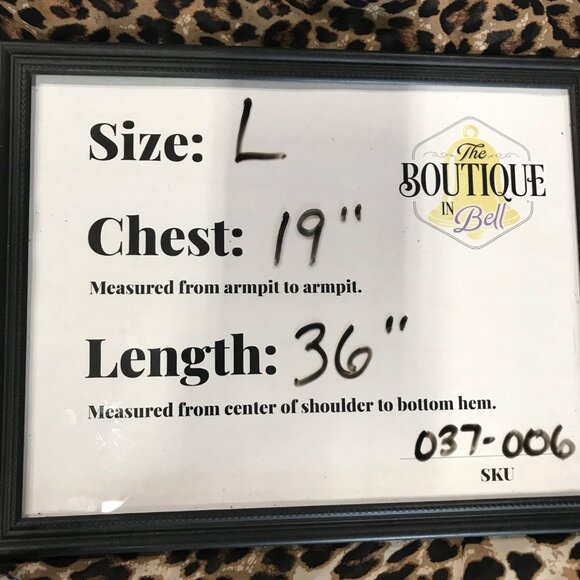 Size: L
The
BOUTIQUE
IN
Bell
Chest: 19"
Measured from armpit to armpit.
Length: 36"
Measured from center of shoulder to bottom hem.
037-006
SKU